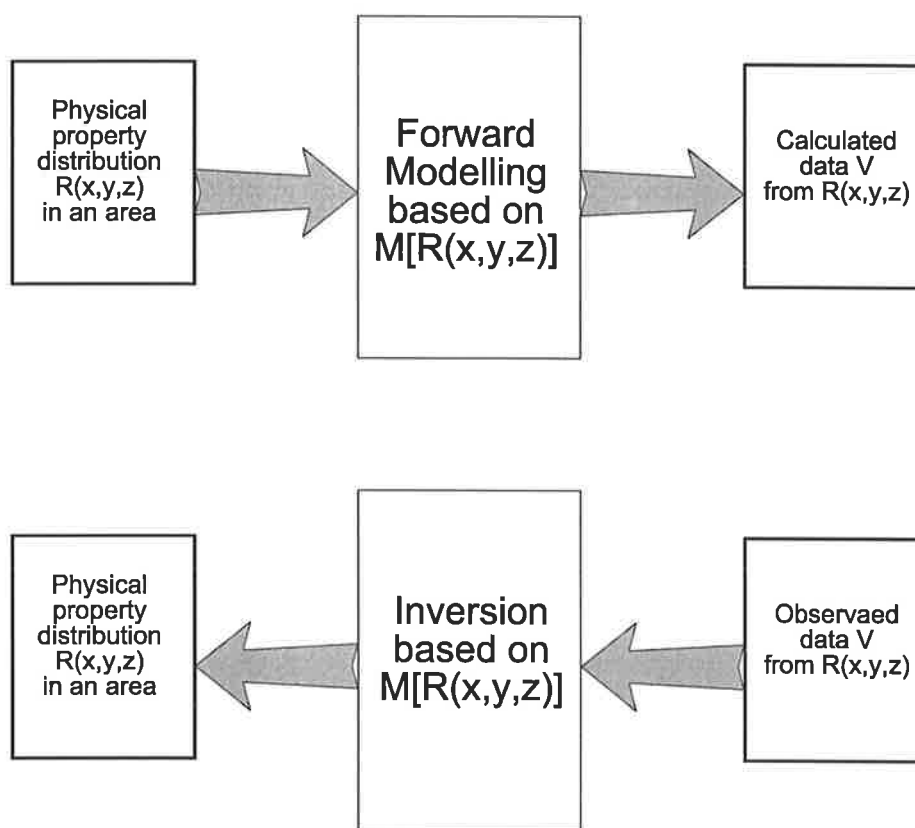 Physical
property
distribution
R(x,y,z)
in an area
Forward
Modelling
based on
M[R(x,y,z)]
Calculated
data V
from R(x,y,z)
Physical
property
distribution
R(x,y,z)
in an area
Inversion
based on
M[R(x,y,z)]
Observaed
data V
from R(x,y,z)